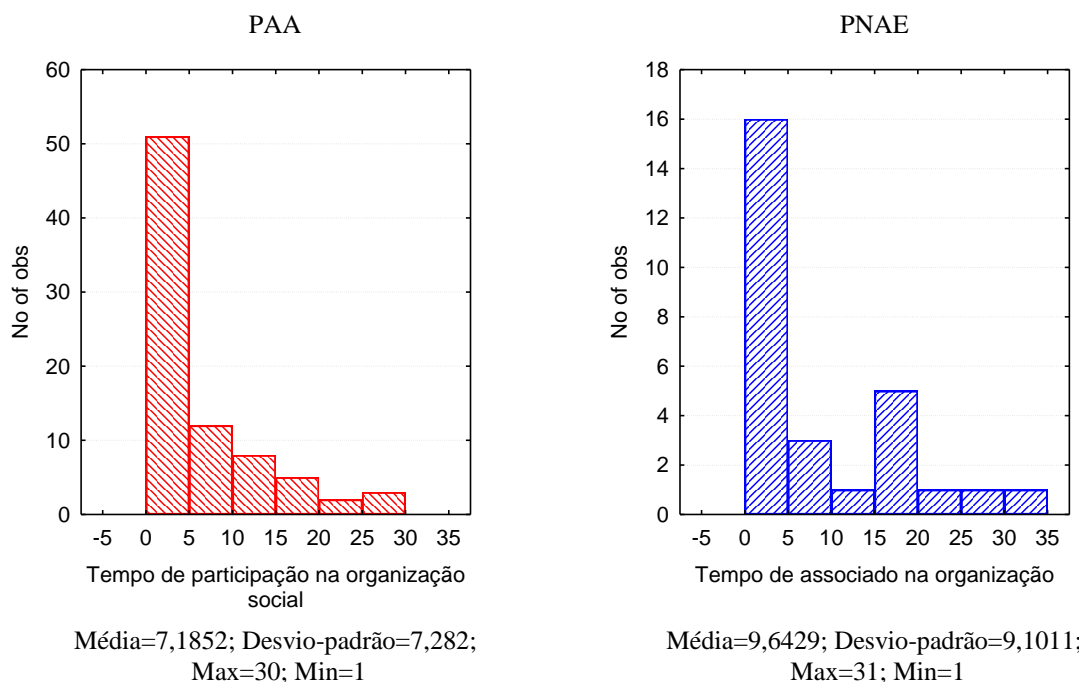 PAA
60
50
40
30
20
10
0
No of obs
-5 0 5 10 15 20 25 30 35
Tempo de participação na organização
social
Média=7,1852; Desvio-padrão=7,282;
Max=30; Min=1
PNAE
18
16
14
12
10
8
6
4
2
0
No of obs
-5 0 5 10 15 20 25 30 35
Tempo de associado na organização
Média=9,6429; Desvio-padrão=9,1011;
Max=31; Min=1